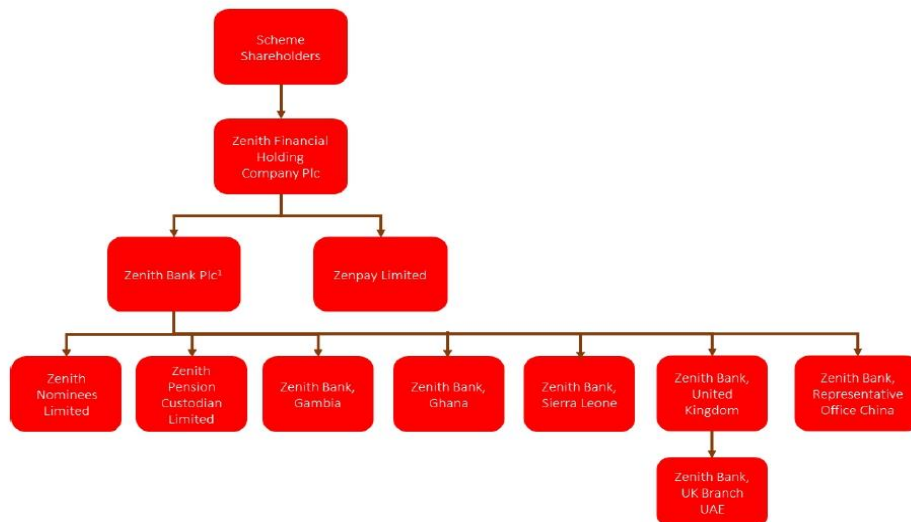 Scheme
Shareholders
Zenith Financial
Holding
Company Plc
Zenith Bank Plc¹
Zenpay Limited
Zenith
Nominees
Limited
Zenith
Pension
Custodian
Limited
Zenith Bank,
Gambia
Zenith Bank,
Ghana
Zenith Bank,
Sierra Leone
Zenith Bank,
United
Kingdom
Zenith Bank,
Representative
Office China
Zenith Bank,
UK Branch
UAE